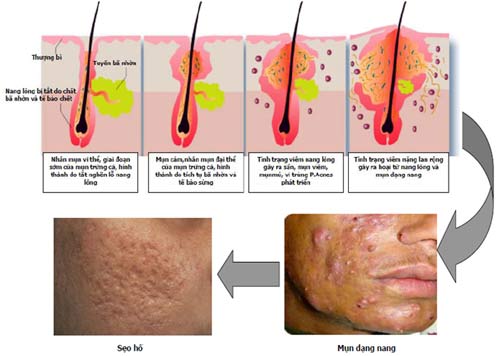 Thượng bì
Tuyến bã nhờn
Nang lông bị tắt do chất
bã nhờn và tế bào chết
Nhân mụn vi thể, giai đoạn
sớm của mụn trứng cá, hình
thành do tắt nghẽn lỗ nang
lông
Mụn cám,nhân mụn đại thể
của mụn trứng cá, hình
thành do tích tụ bã nhờn và
tế bào sừng
Tình trạng viêm nang lông
gây ra sẩn, mụn viêm,
mụnmủ, vi trùng P.Acnes
phát triển
Tình trạng viêm nặng lan rộng
gây ra hoại tử nang lông và
mụn dạng nang
Sẹo hố
Mụn dạng nang